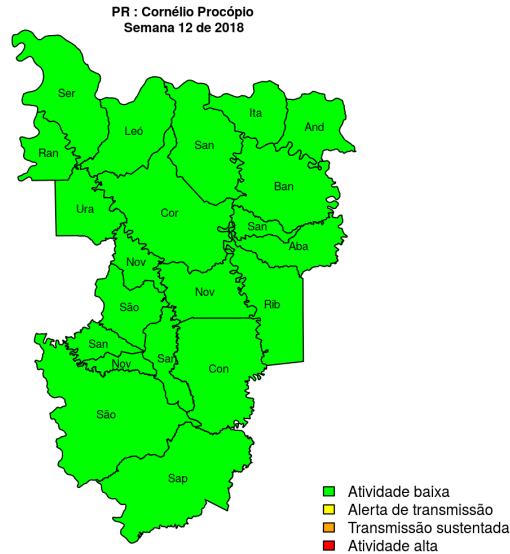 PR : Cornélio Procópio
Semana 12 de 2018
Ser
Ita
Leó
And
San
Ran
Ban
Ura
Cor
San
Aba
Nov
Nov
Rib
São
San
San
Nov
Con
São
Sap
Atividade baixa
Alerta de transmissão
Transmissão sustentada
Atividade alta